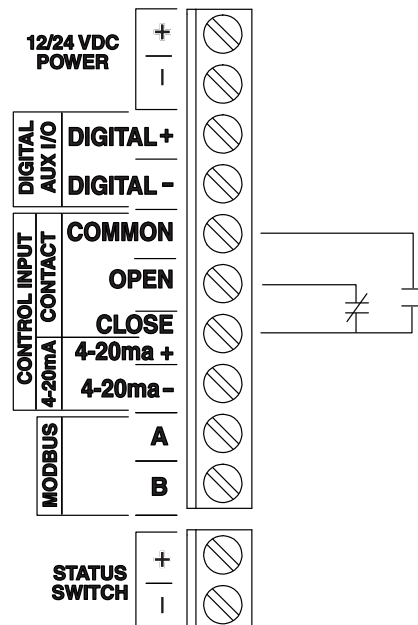 12/24 VDC
POWER
+
–
DIGITAL
AUX I/O
DIGITAL+
DIGITAL-
CONTROL INPUT
CONTACT
COMMON
OPEN
CLOSE
4-20mA
4-20ma +
4-20ma-
MODBUS
A
B
STATUS
SWITCH
+
–